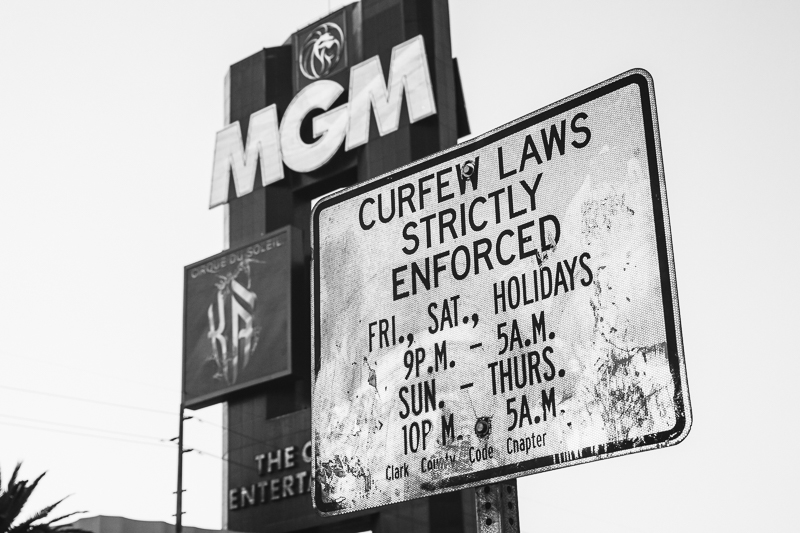 MGM
CIRQUE DU SOLEIL
KÀ
THE
ENTERTA
CURFEW LAWS
STRICTLY
ENFORCED
FRI., SAT., HOLIDAYS
9P.M. - 5A.M.
SUN. - THURS.
10P.M. 5A.M.
Clark County Code Chapter